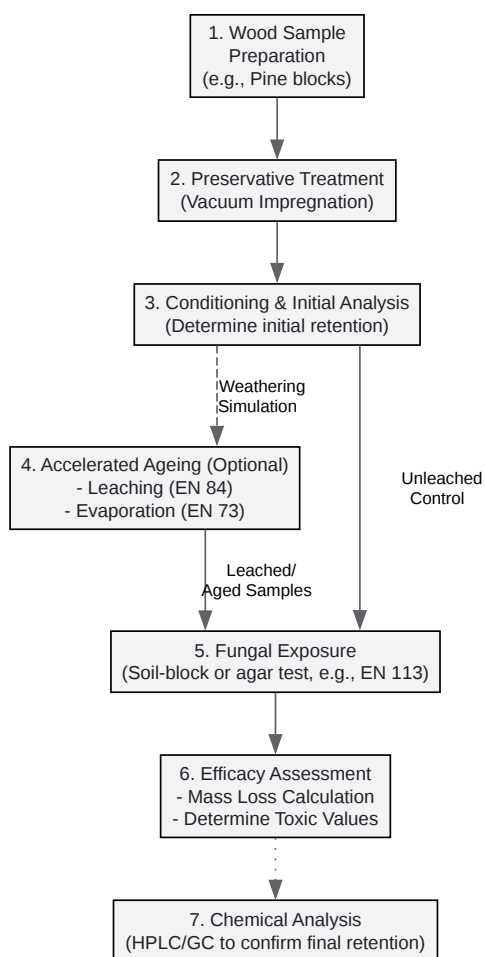 1. Wood Sample
Preparation
(e.g., Pine blocks)
2. Preservative Treatment
(Vacuum Impregnation)
3. Conditioning & Initial Analysis
(Determine initial retention)
Weathering
Simulation
4. Accelerated Ageing (Optional)
- Leaching (EN 84)
- Evaporation (EN 73)
Unleached
Control
Leached/
Aged Samples
5. Fungal Exposure
(Soil-block or agar test, e.g., EN 113)
6. Efficacy Assessment
- Mass Loss Calculation
- Determine Toxic Values
7. Chemical Analysis
(HPLC/GC to confirm final retention)